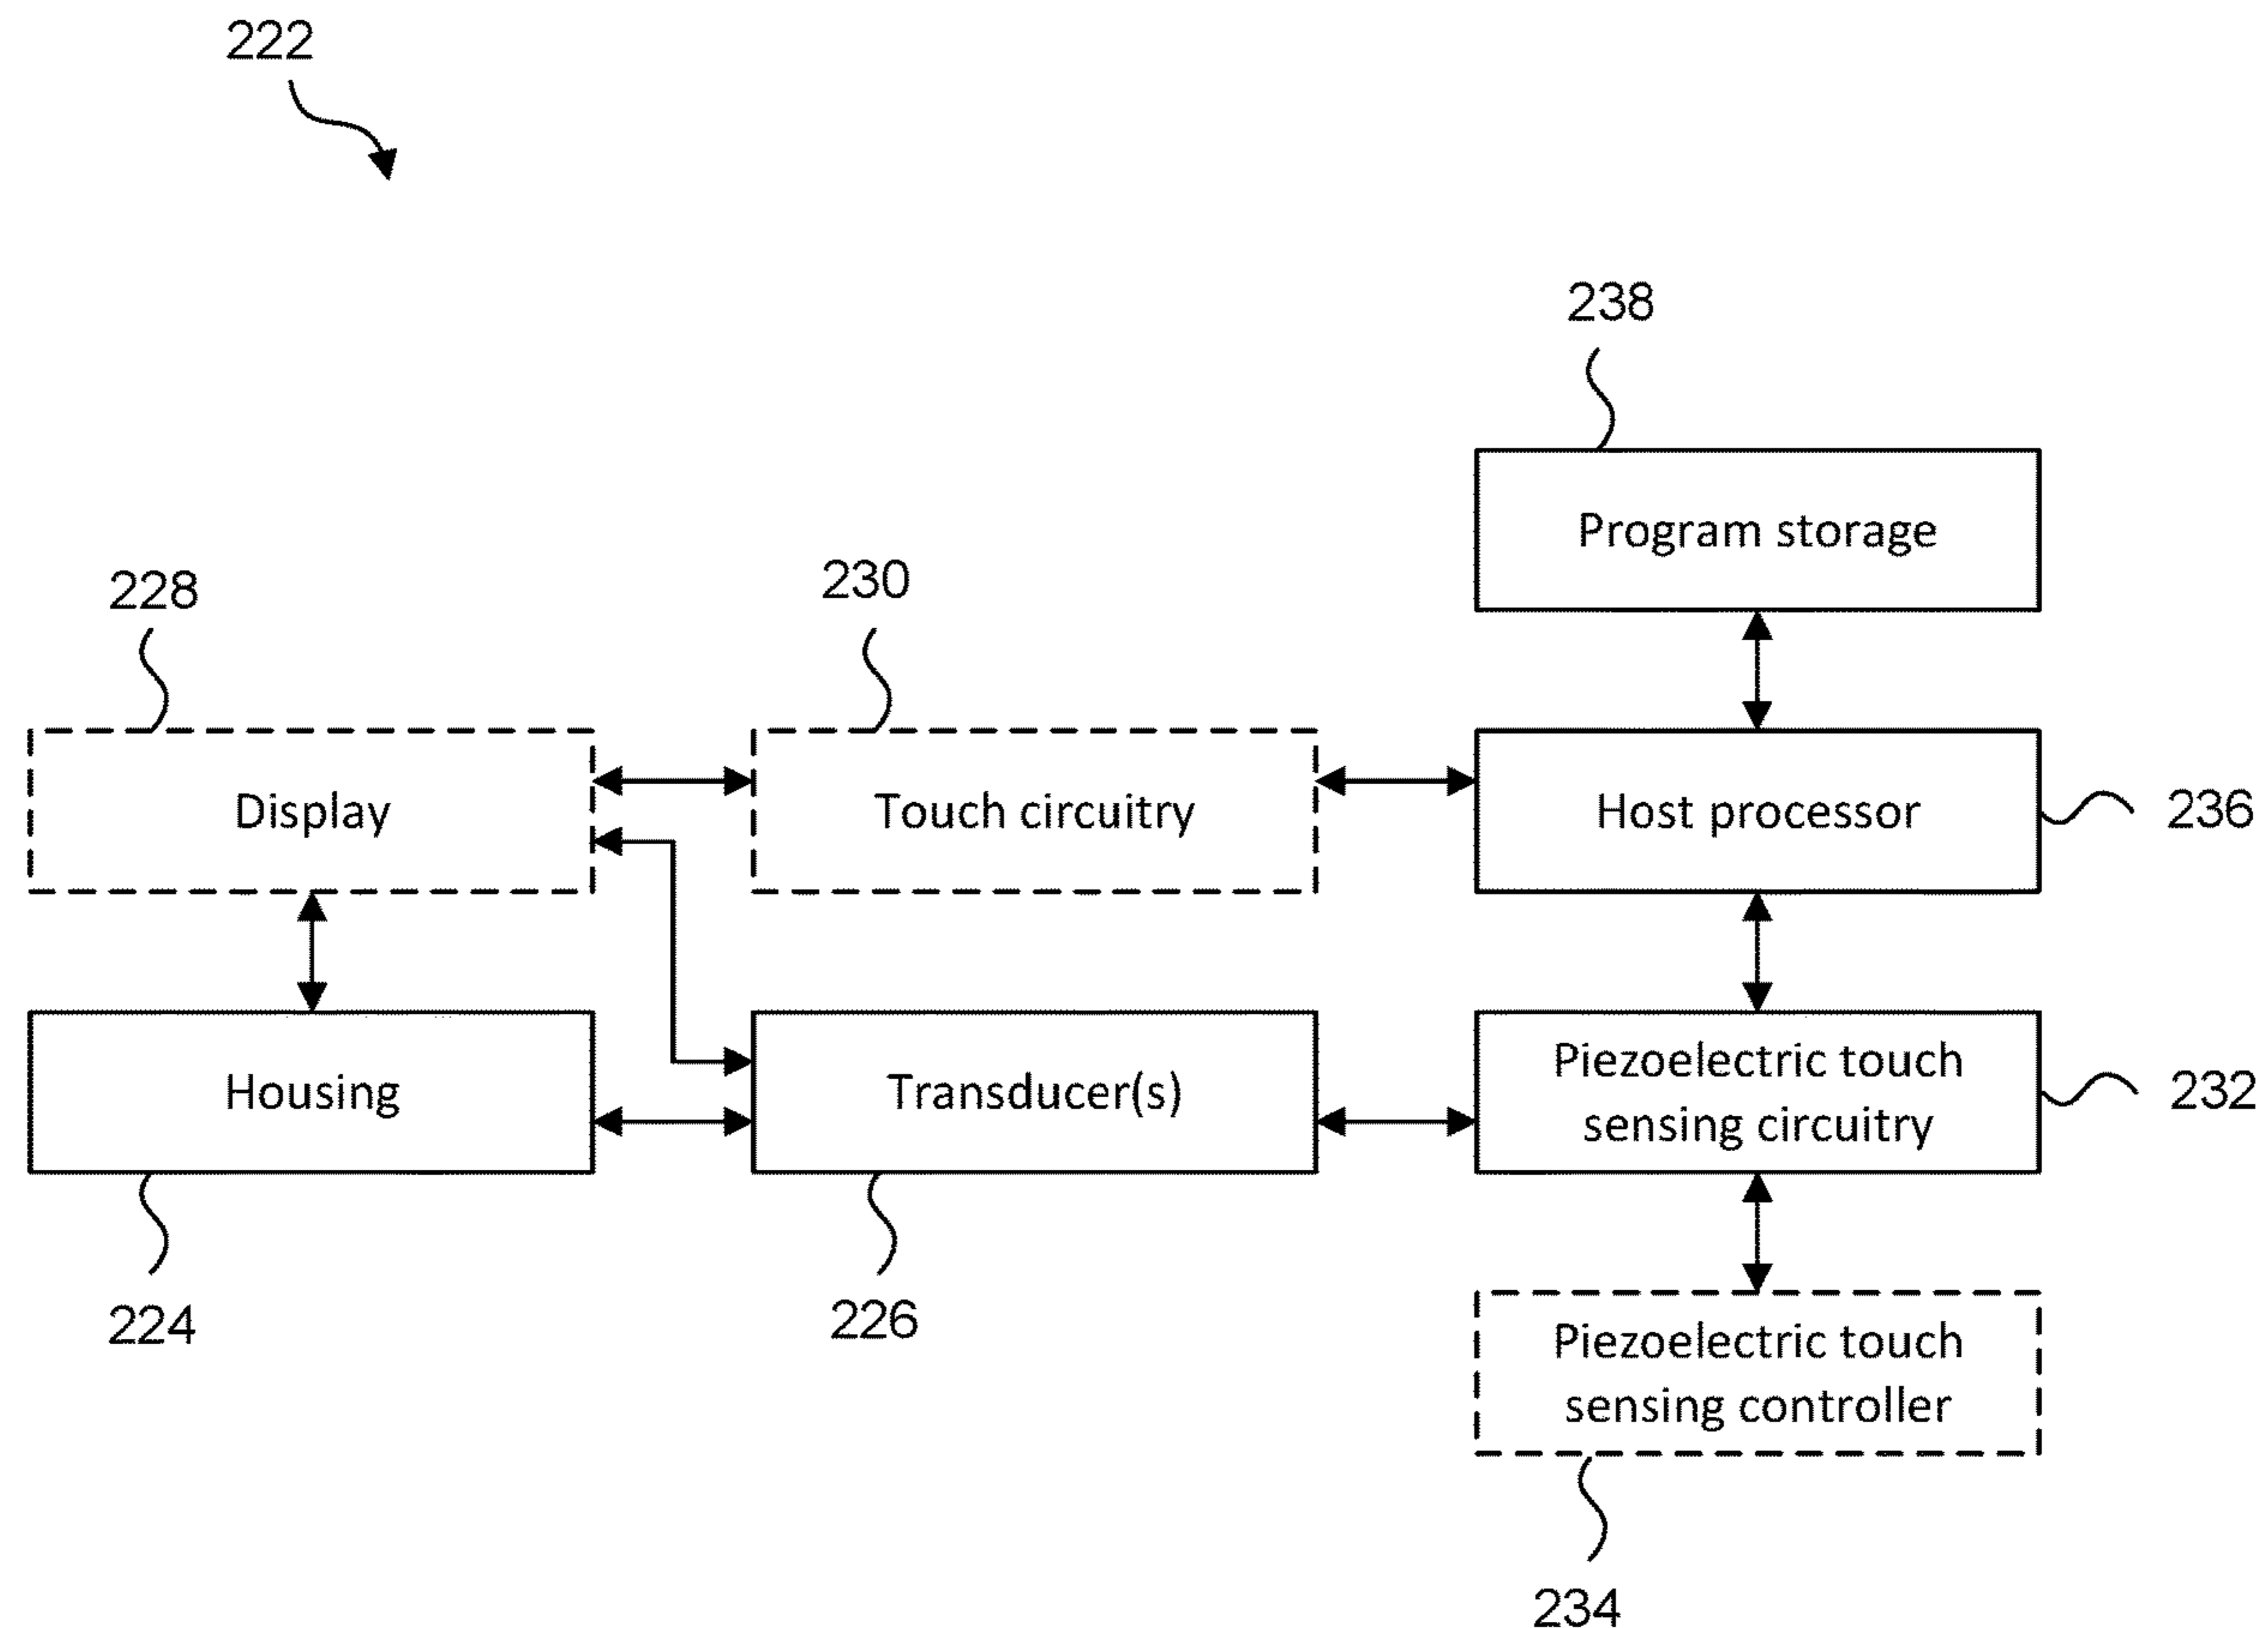 222
238
Program storage
228
230
Display
Touch circuitry
Host processor
236
Housing
Transducer(s)
Piezoelectric touch
sensing circuitry
232
224
226
Piezoelectric touch
sensing controller
234